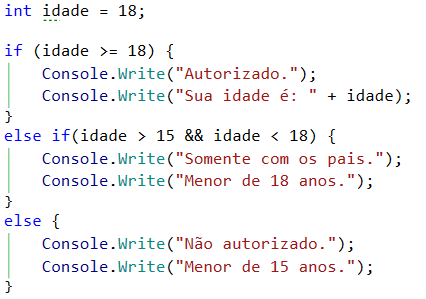 int idade = 18;
if (idade >= 18) {
Console.Write("Autorizado.");
Console.Write("Sua idade é: " + idade);
}
else if(idade > 15 && idade < 18) {
Console.Write("Somente com os pais.");
Console.Write("Menor de 18 anos.");
}
else {
Console.Write("Não autorizado.");
Console.Write("Menor de 15 anos.");
}